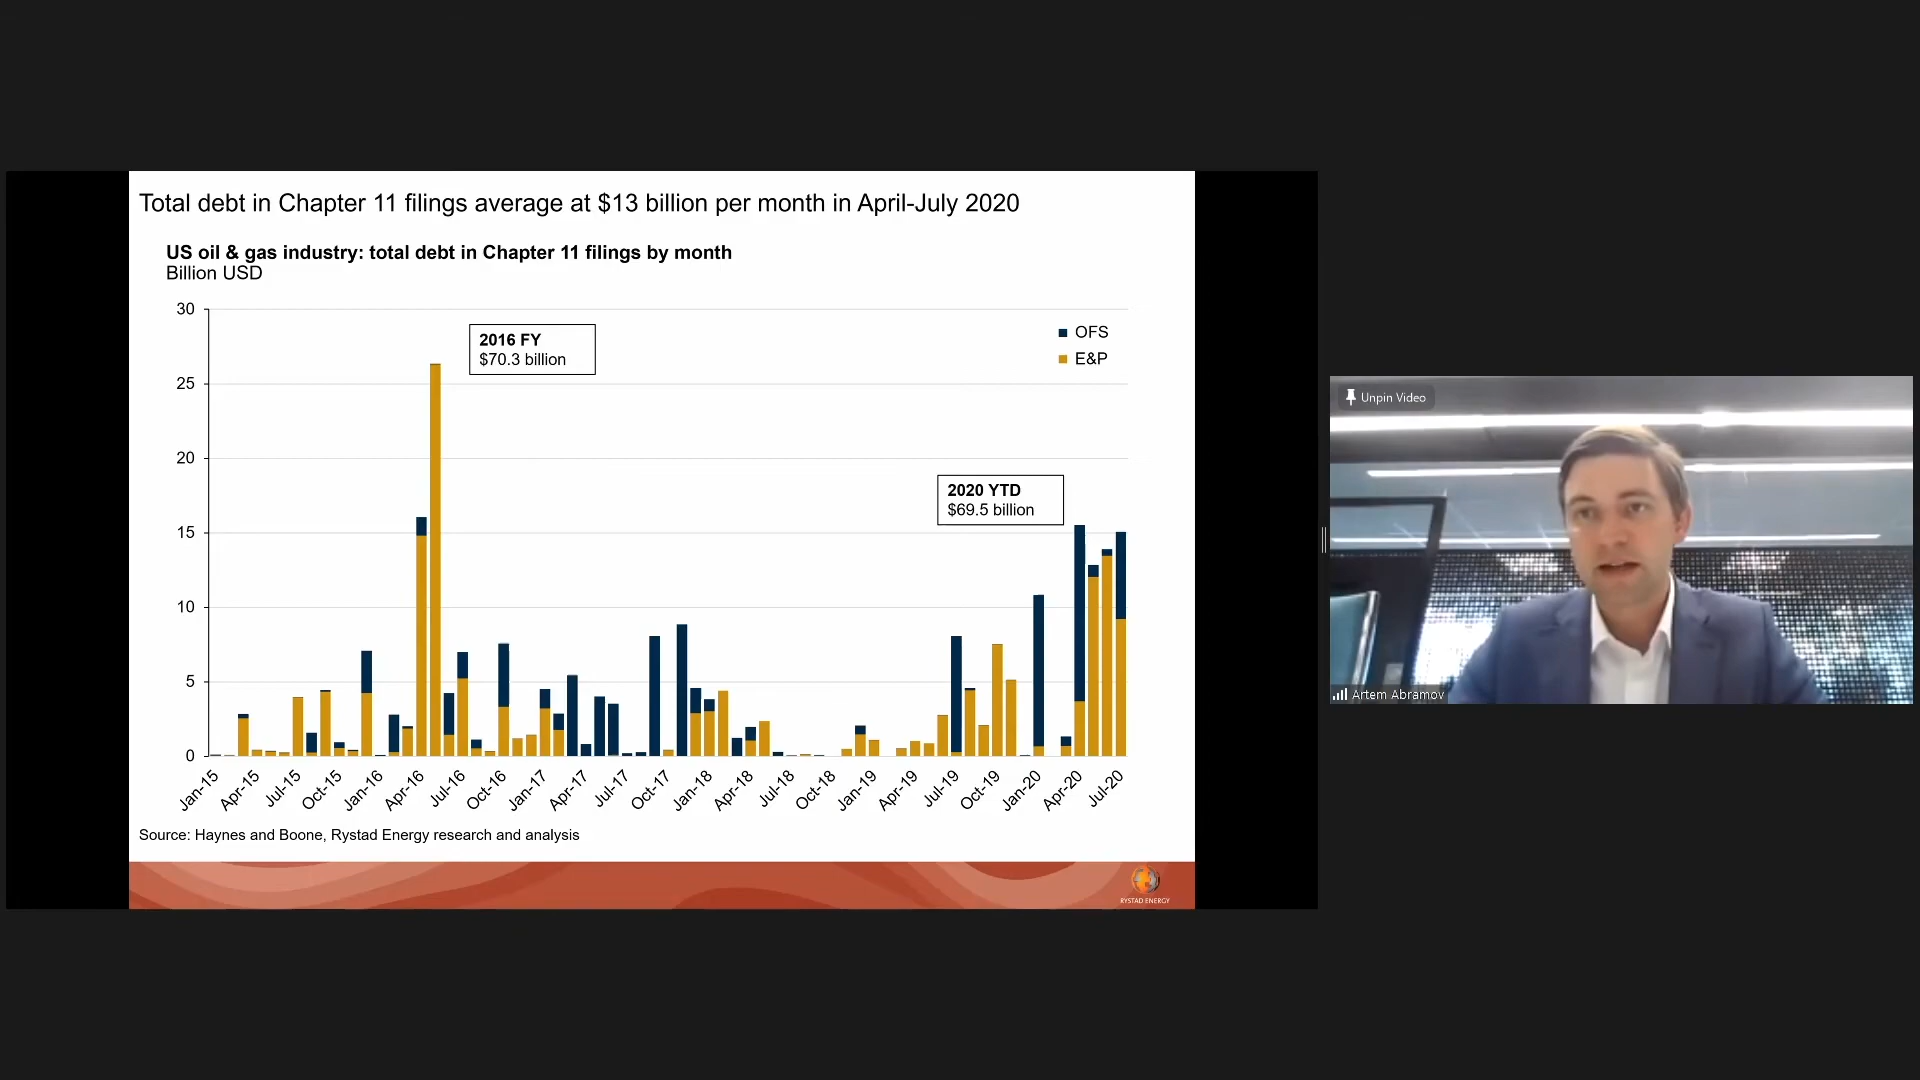 Total debt in Chapter 11 filings average at $13 billion per month in April-July 2020
US oil & gas industry: total debt in Chapter 11 filings by month
Billion USD
30
25
20
15
10
5
0
2016 FY
$70.3 billion
2020 YTD
$69.5 billion
OFS
E&P
Jan-15
Apr-15
Jul-15
Oct-15
Jan-16
Apr-16
Jul-16
Oct-16
Jan-17
Apr-17
Jul-17
Oct-17
Jan-18
Apr-18
Jul-18
Oct-18
Jan-19
Apr-19
Jul-19
Oct-19
Jan-20
Apr-20
Jul-20
Source: Haynes and Boone, Rystad Energy research and analysis
RYSTAD ENERGY
Unpin Video
Artem Abramov